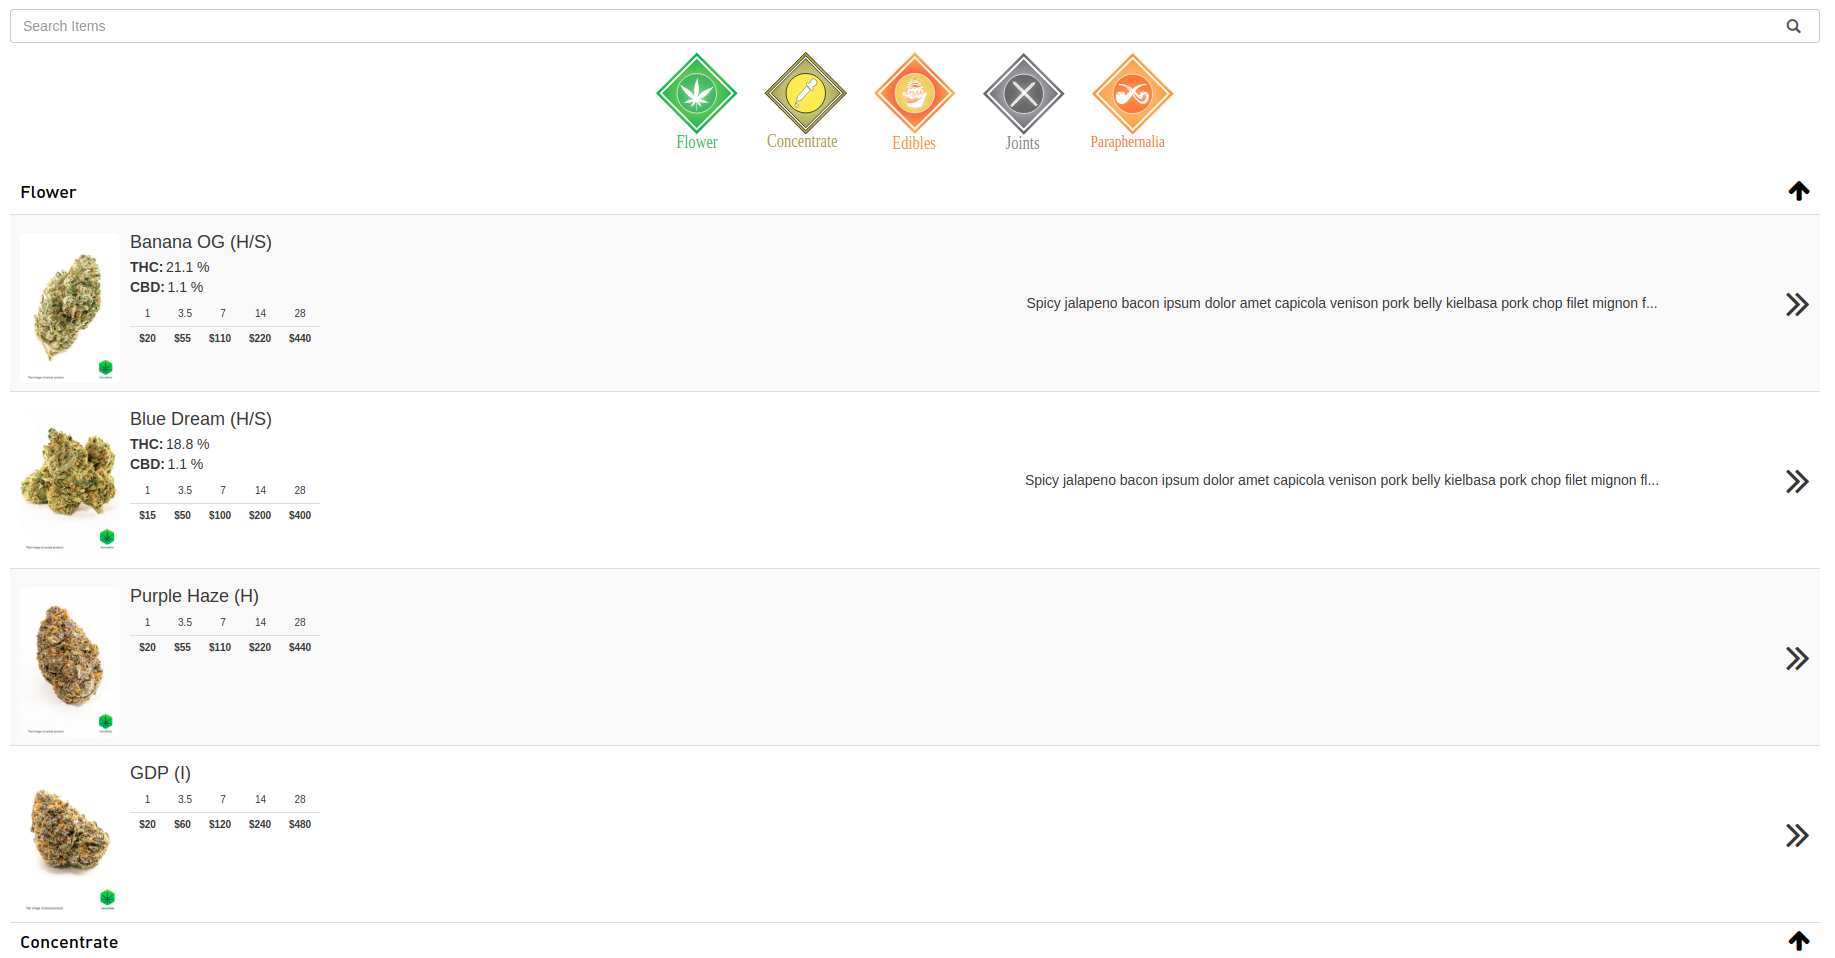 Search Items
Flower
Concentrate
Edibles
Joints
Paraphernalia
Flower
Banana OG (H/S)
THC: 21.1 %
CBD: 1.1 %
1 3.5 7 14 28
$20 $55 $110 $220 $440
Spicy jalapeno bacon ipsum dolor amet capicola venison pork belly kielbasa pork chop filet mignon f...
Blue Dream (H/S)
THC: 18.8 %
CBD: 1.1 %
1 3.5 7 14 28
$15 $50 $100 $200 $400
Spicy jalapeno bacon ipsum dolor amet capicola venison pork belly kielbasa pork chop filet mignon fl...
Purple Haze (H)
1 3.5 7 14 28
$20 $55 $110 $220 $440
GDP (I)
1 3.5 7 14 28
$20 $60 $120 $240 $480
Concentrate